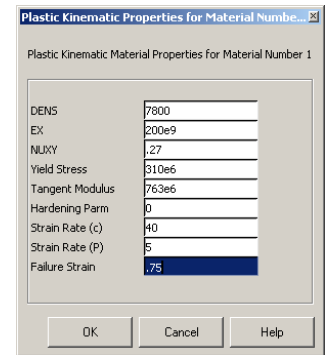 Plastic Kinematic Properties for Material Numbe...
Plastic Kinematic Material Properties for Material Number 1
DENS 7800
EX 200e9
NUXY .27
Yield Stress 310e6
Tangent Modulus 763e6
Hardening Parm 0
Strain Rate (c) 40
Strain Rate (P) 5
Failure Strain .75
OK Cancel Help